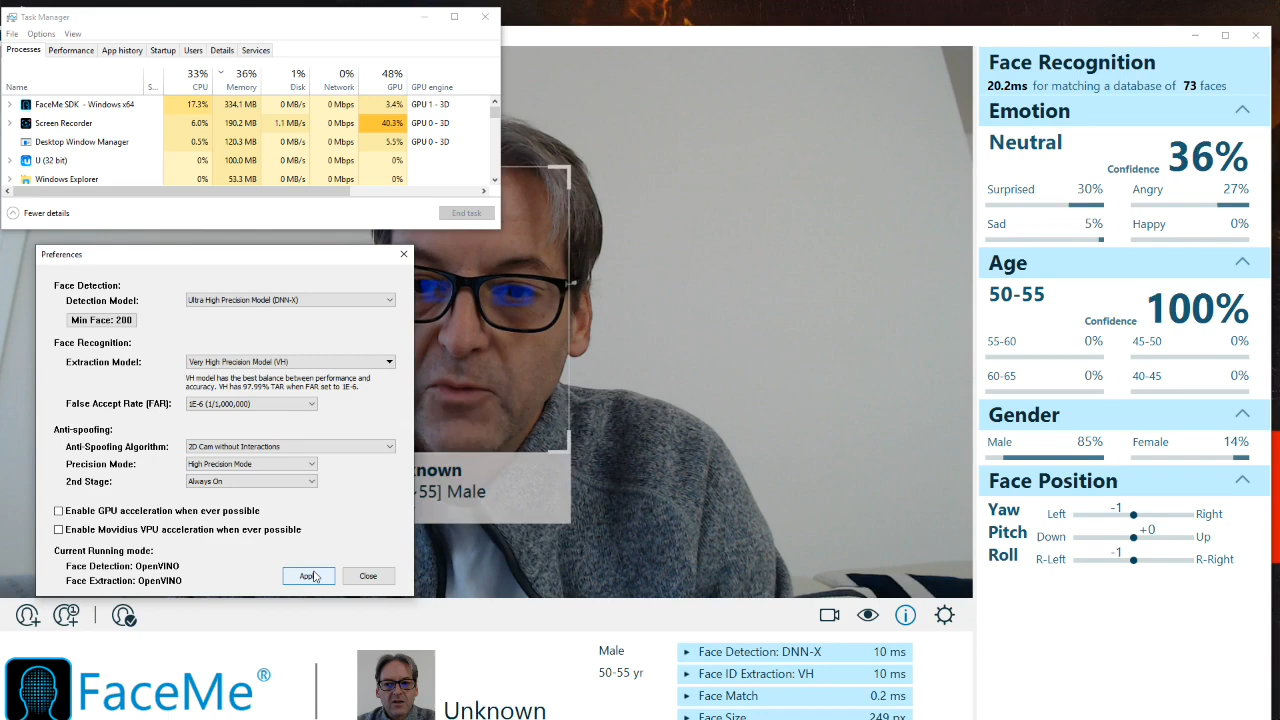 Task Manager
File Options View
Processes Performance App history Startup Users Details Services
33% 36% 1% 0% 48%
Name S... CPU Memory Disk Network GPU GPU engine
FaceMe SDK - Windows x64 17.3% 334.1 MB 0 MB/s 0 Mbps 3.4% GPU 1 - 3D
Screen Recorder 6.0% 190.2 MB 1.1 MB/s 0 Mbps 40.3% GPU 0 - 3D
Desktop Window Manager 0.5% 120.3 MB 0 MB/s 0 Mbps 5.5% GPU 0 - 3D
U (32 bit) 0% 100.0 MB 0 MB/s 0 Mbps 0%
Windows Explorer 0% 53.3 MB 0 MB/s 0 Mbps 0%
Fewer details End task
Preferences
Face Detection:
Detection Model: Ultra High Precision Model (DNN-X)
Min Face: 200
Face Recognition:
Extraction Model: Very High Precision Model (VH)
VH model has the best balance between performance and
accuracy. VH has 97.99% TAR when FAR set to 1E-6.
False Accept Rate (FAR): 1E-6 (1/1,000,000)
Anti-spoofing:
Anti-Spoofing Algorithm: 2D Cam without Interactions
Precision Mode: High Precision Mode
2nd Stage: Always On
Enable GPU acceleration when ever possible
Enable Movidius VPU acceleration when ever possible
Current Running mode:
Face Detection: OpenVINO
Face Extraction: OpenVINO
App Close
nown
55] Male
Face Recognition
20.2ms for matching a database of 73 faces
Emotion
Neutral Confidence 36%
Surprised 30% Angry 27%
Sad 5% Happy 0%
Age
50-55 Confidence 100%
55-60 0% 45-50 0%
60-65 0% 40-45 0%
Gender
Male 85% Female 14%
Face Position
Yaw Left -1 Right
Pitch Down +0 Up
Roll R-Left -1 R-Right
FaceMe®
Unknown
Male
50-55 yr
Face Detection: DNN-X 10 ms
Face ID Extraction: VH 10 ms
Face Match 0.2 ms
Face Size 249 px